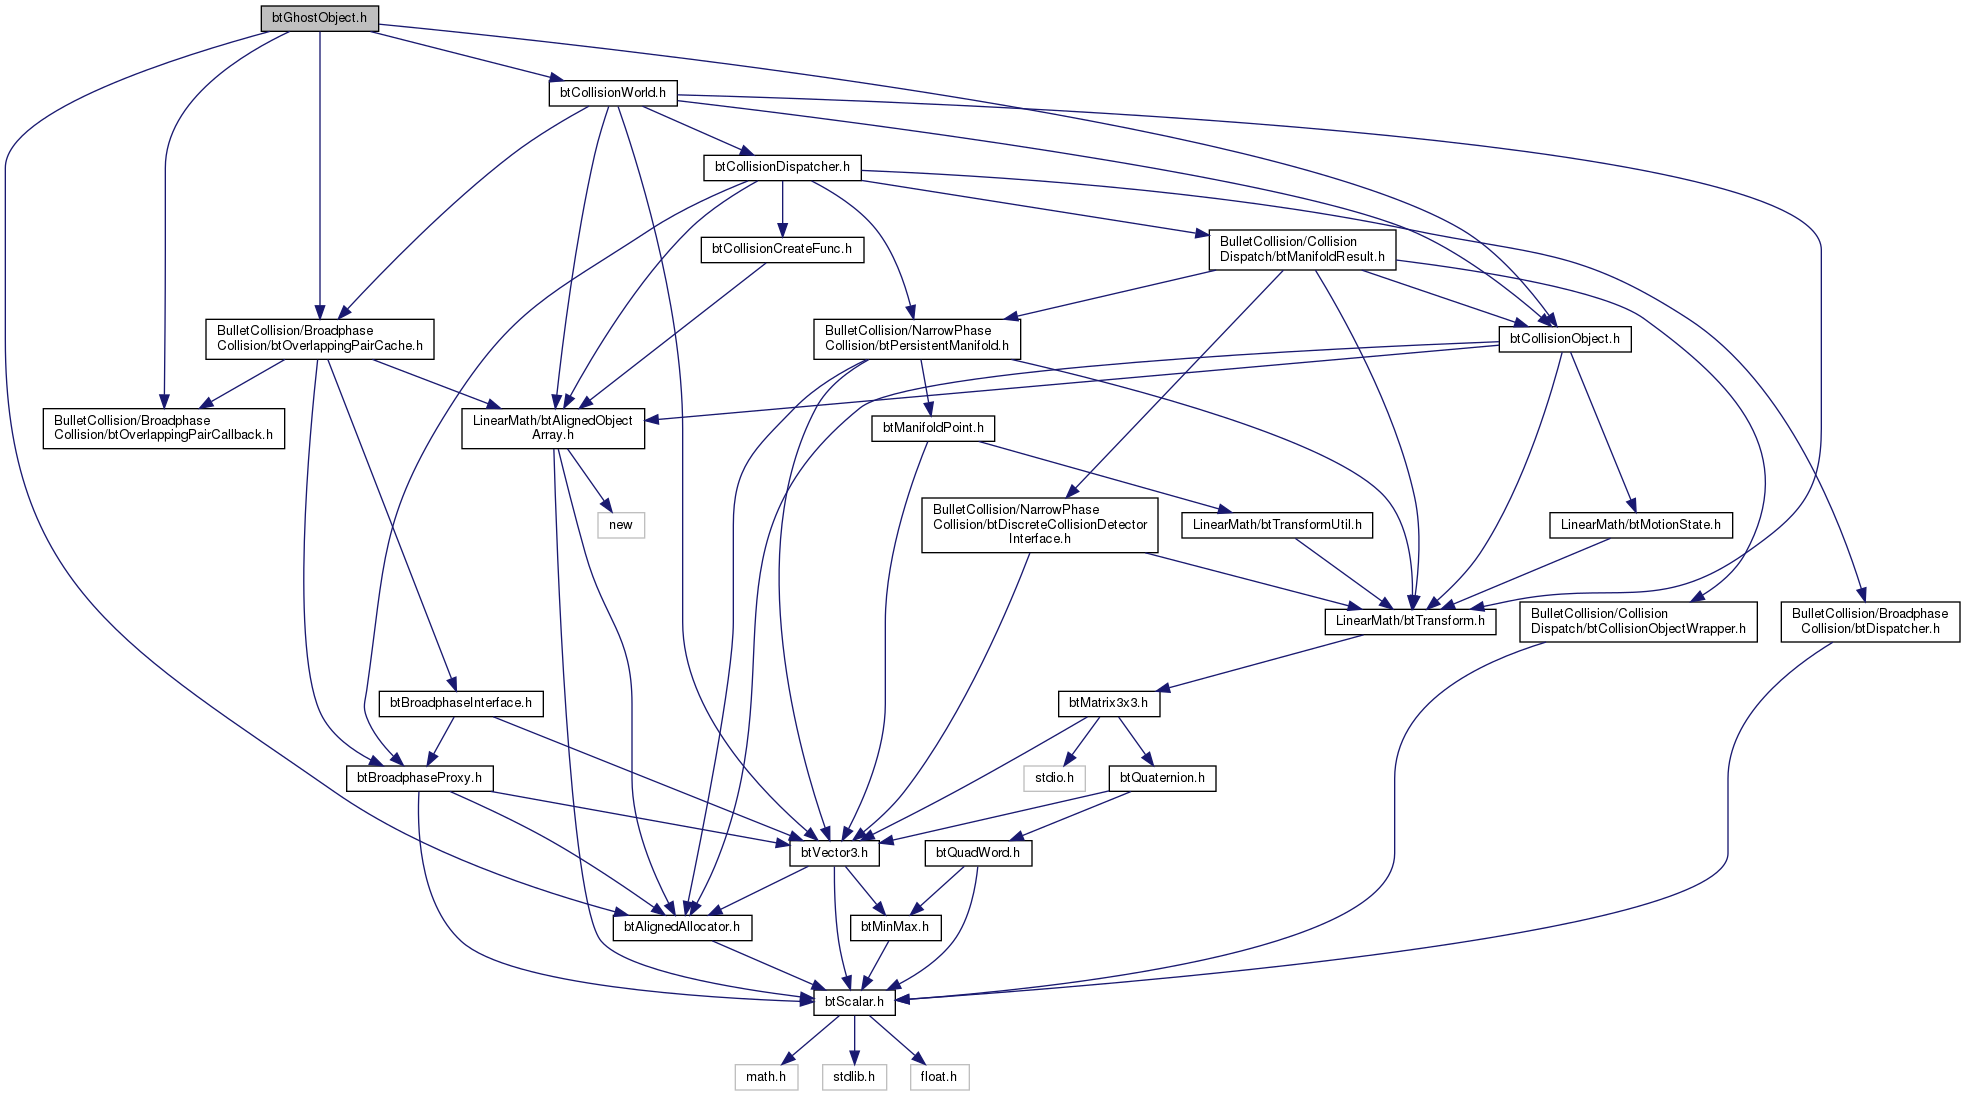 btGhostObject.h
btCollisionWorld.h
btCollisionDispatcher.h
btCollisionCreateFunc.h
BulletCollision/Collision
Dispatch/btManifoldResult.h
BulletCollision/Broadphase
Collision/btOverlappingPairCache.h
BulletCollision/NarrowPhase
Collision/btPersistentManifold.h
btCollisionObject.h
BulletCollision/Broadphase
Collision/btOverlappingPairCallback.h
LinearMath/btAlignedObject
Array.h
btManifoldPoint.h
new
BulletCollision/NarrowPhase
Collision/btDiscreteCollisionDetector
Interface.h
LinearMath/btTransformUtil.h
LinearMath/btMotionState.h
LinearMath/btTransform.h
BulletCollision/Collision
Dispatch/btCollisionObjectWrapper.h
BulletCollision/Broadphase
Collision/btDispatcher.h
btBroadphaseInterface.h
btMatrix3x3.h
btBroadphaseProxy.h
stdio.h
btQuaternion.h
btVector3.h
btQuadWord.h
btAlignedAllocator.h
btMinMax.h
btScalar.h
math.h
stdlib.h
float.h